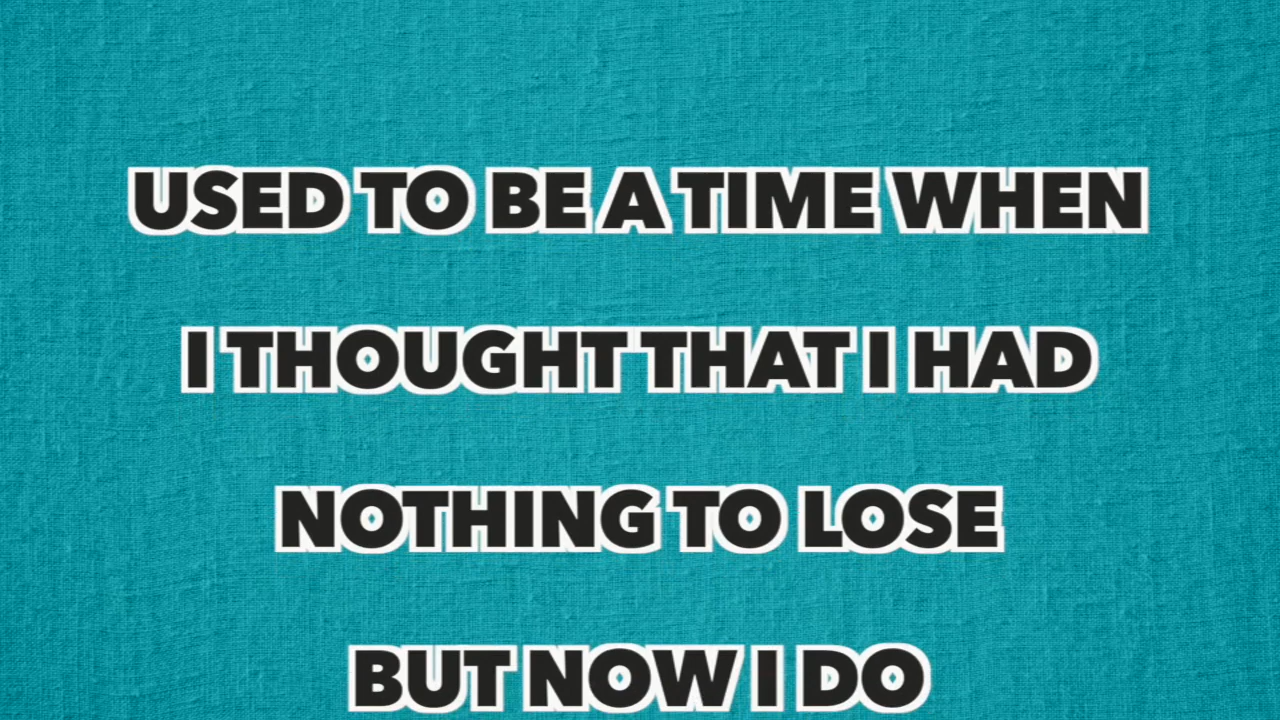 USED TO BE A TIME WHEN
I THOUGHT THAT I HAD
NOTHING TO LOSE
BUT NOW I DO